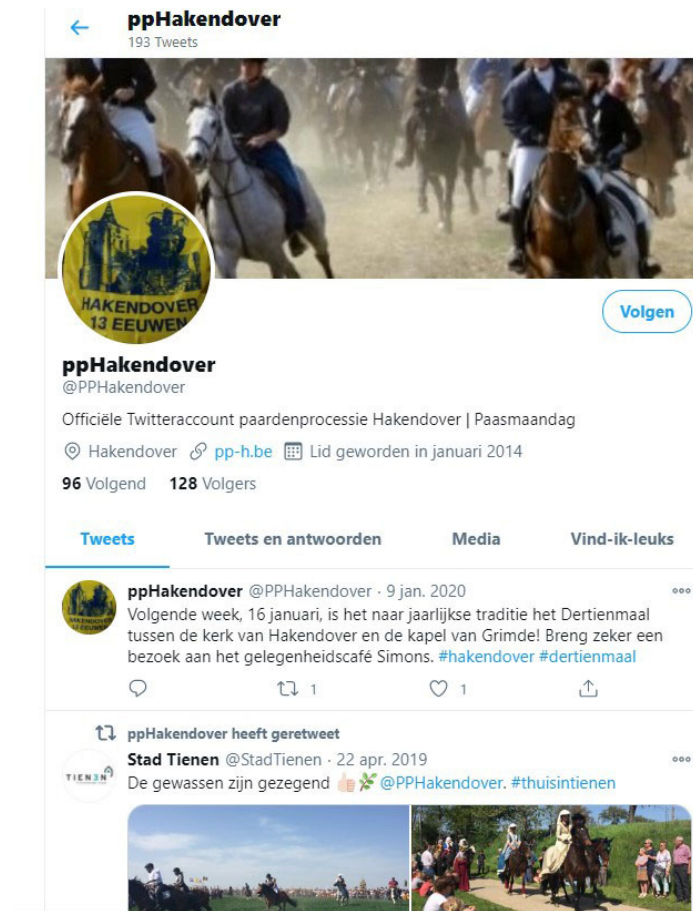 ppHakendover
193 Tweets
HAKENDOVER
13 EEUWEN
Volgen
ppHakendover
@PPHakendover
Officiële Twitteraccount paardenprocessie Hakendover | Paasmaandag
Hakendover pp-h.be Lid geworden in januari 2014
96 Volgend 128 Volgers
Tweets Tweets en antwoorden Media Vind-ik-leuks
ppHakendover @PPHakendover · 9 jan. 2020
Volgende week, 16 januari, is het naar jaarlijkse traditie het Dertienmaal
tussen de kerk van Hakendover en de kapel van Grimde! Breng zeker een
bezoek aan het gelegenheidscafé Simons. #hakendover #dertienmaal
1 1
ppHakendover heeft geretweet
Stad Tienen @StadTienen · 22 apr. 2019
TIEN3N
De gewassen zijn gezegend @PPHakendover. #thuisintienen